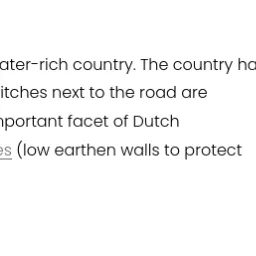 ater-rich country. The country ha
itches next to the road are
mportant facet of Dutch
es (low earthen walls to protect